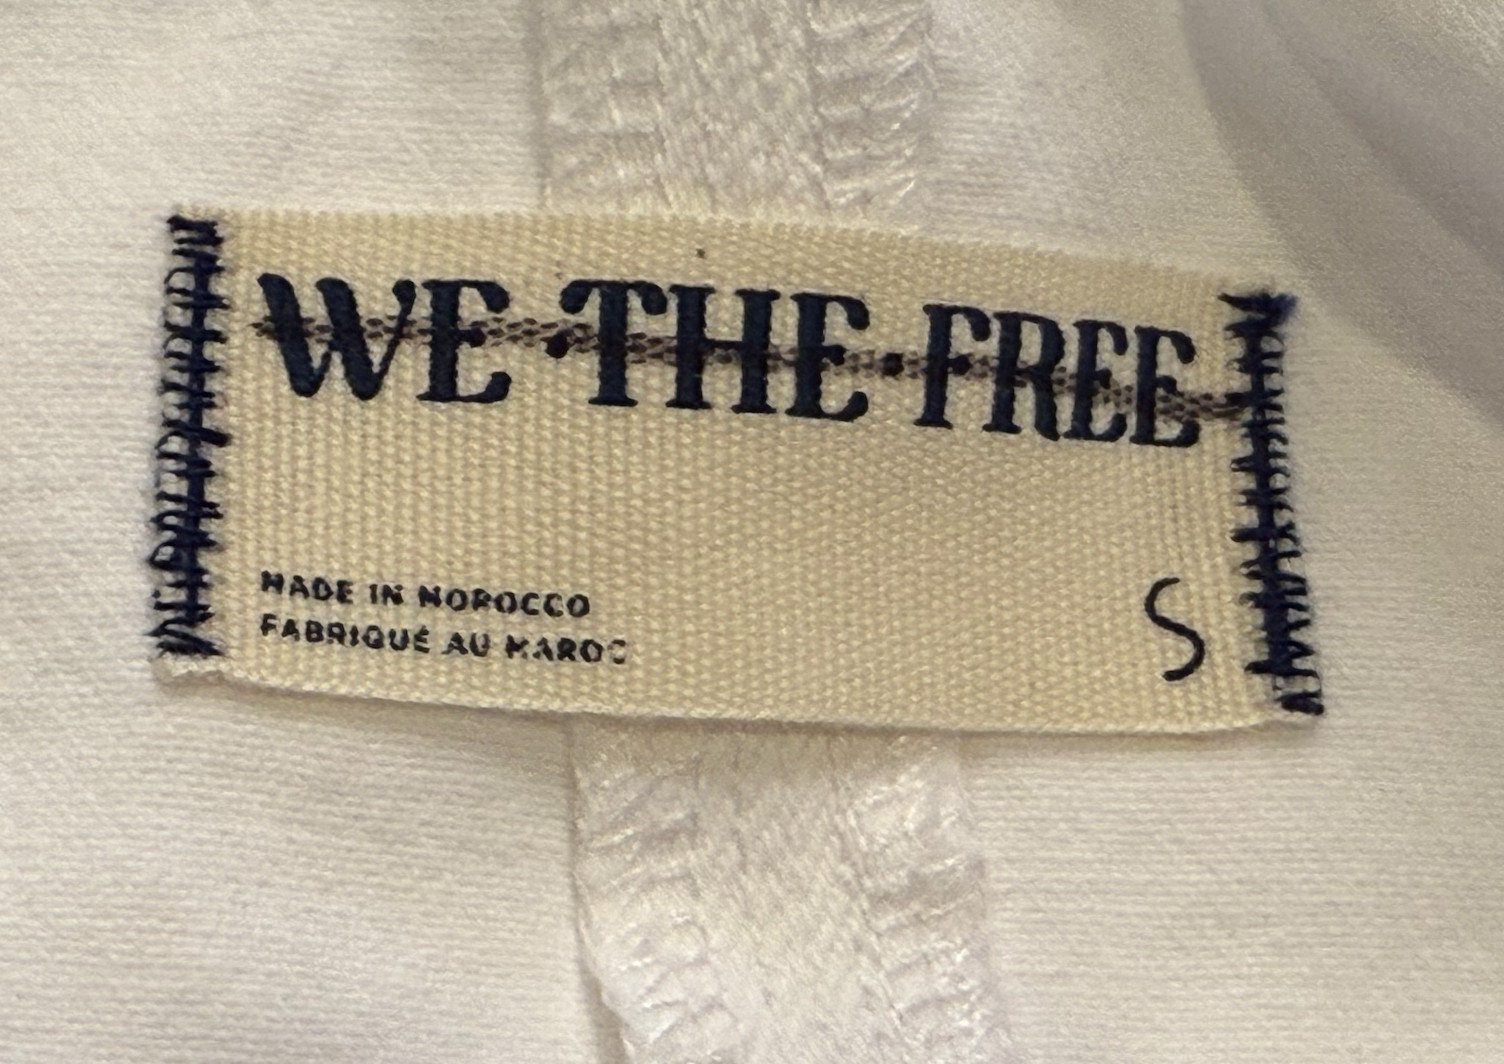 WE·THE·FREE
MADE IN MOROCCO
FABRIQUÉ AU MAROC
S